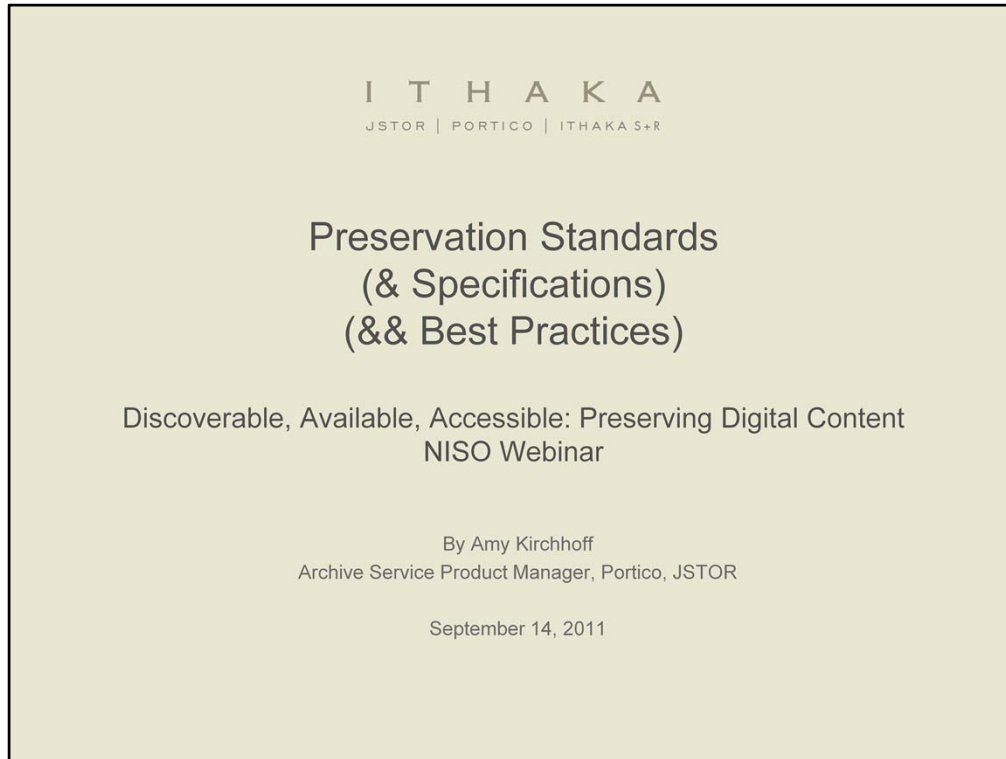 I T H A K A
JSTOR | PORTICO | ITHAKA S+R
Preservation Standards
(& Specifications)
(&& Best Practices)
Discoverable, Available, Accessible: Preserving Digital Content
NISO Webinar
By Amy Kirchhoff
Archive Service Product Manager, Portico, JSTOR
September 14, 2011